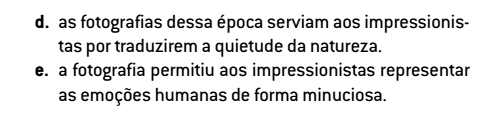 d. as fotografias dessa época serviam aos impressionis-
tas por traduzirem a quietude da natureza.
e. a fotografia permitiu aos impressionistas representar
as emoções humanas de forma minuciosa.